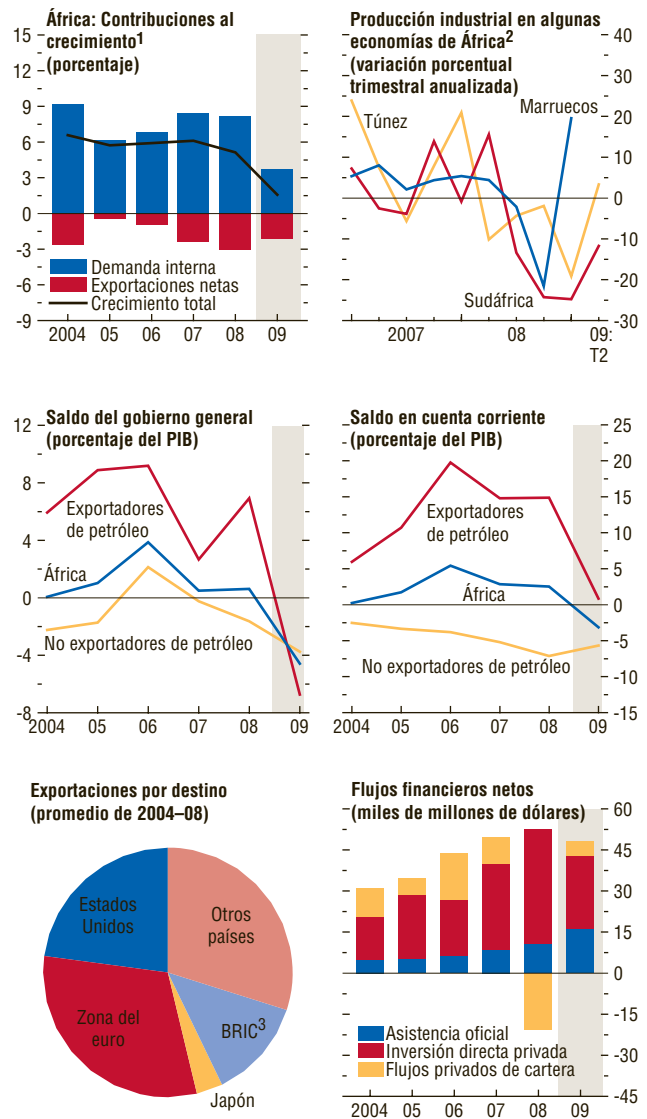 África: Contribuciones al
crecimiento1
(porcentaje)
15
12
9
6
3
0
-3
-6
-9
Demanda interna
Exportaciones netas
Crecimiento total
2004 05 06 07 08 09
Producción industrial en algunas
economías de África2
(variación porcentual
trimestral anualizada)
40
30
20
10
0
-10
-20
-30
Túnez
Marruecos
Sudáfrica
2007 08 09:
T2
Saldo del gobierno general
(porcentaje del PIB)
12
8
4
0
-4
-8
Exportadores
de petróleo
África
No exportadores de petróleo
2004 05 06 07 08 09
Saldo en cuenta corriente
(porcentaje del PIB)
25
20
15
10
5
0
-5
-10
-15
Exportadores
de petróleo
África
No exportadores de petróleo
2004 05 06 07 08 09
Exportaciones por destino
(promedio de 2004–08)
Estados
Unidos
Otros
países
Zona del
euro
BRIC3
Japón
Flujos financieros netos
(miles de millones de dólares)
60
45
30
15
0
-15
-30
-45
Asistencia oficial
Inversión directa privada
Flujos privados de cartera
2004 05 06 07 08 09